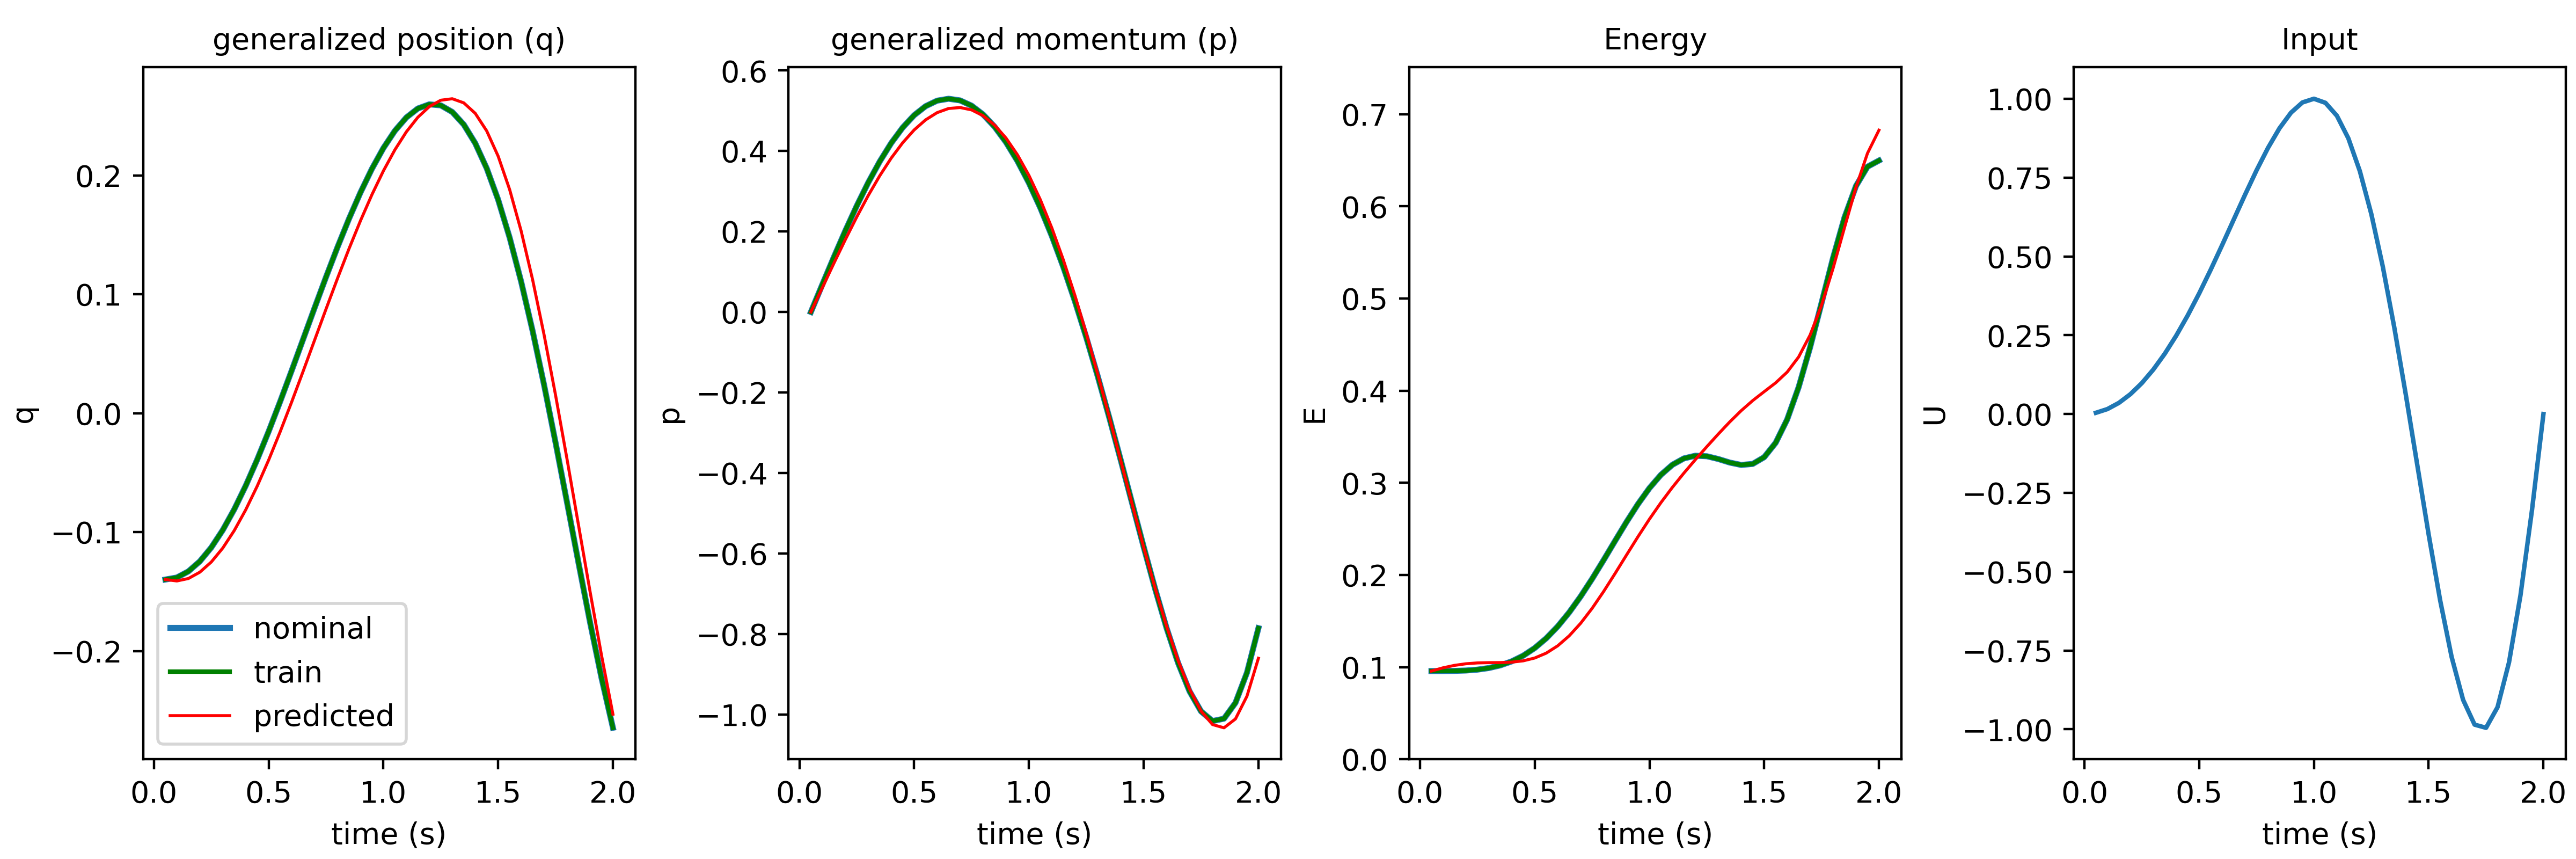 generalized position (q)
q
0.2
0.1
0.0
−0.1
−0.2
nominal
train
predicted
0.0 0.5 1.0 1.5 2.0
time (s)
generalized momentum (p)
p
0.6
0.4
0.2
0.0
−0.2
−0.4
−0.6
−0.8
−1.0
0.0 0.5 1.0 1.5 2.0
time (s)
Energy
E
0.7
0.6
0.5
0.4
0.3
0.2
0.1
0.0
0.0 0.5 1.0 1.5 2.0
time (s)
Input
U
1.00
0.75
0.50
0.25
0.00
−0.25
−0.50
−0.75
−1.00
0.0 0.5 1.0 1.5 2.0
time (s)